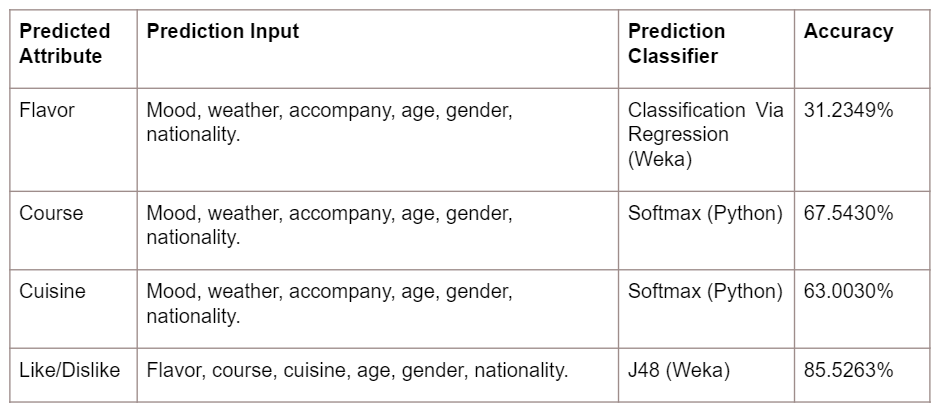 Predicted Attribute | Prediction Input | Prediction Classifier | Accuracy
Flavor | Mood, weather, accompany, age, gender, nationality. | Classification Via Regression (Weka) | 31.2349%
Course | Mood, weather, accompany, age, gender, nationality. | Softmax (Python) | 67.5430%
Cuisine | Mood, weather, accompany, age, gender, nationality. | Softmax (Python) | 63.0030%
Like/Dislike | Flavor, course, cuisine, age, gender, nationality. | J48 (Weka) | 85.5263%